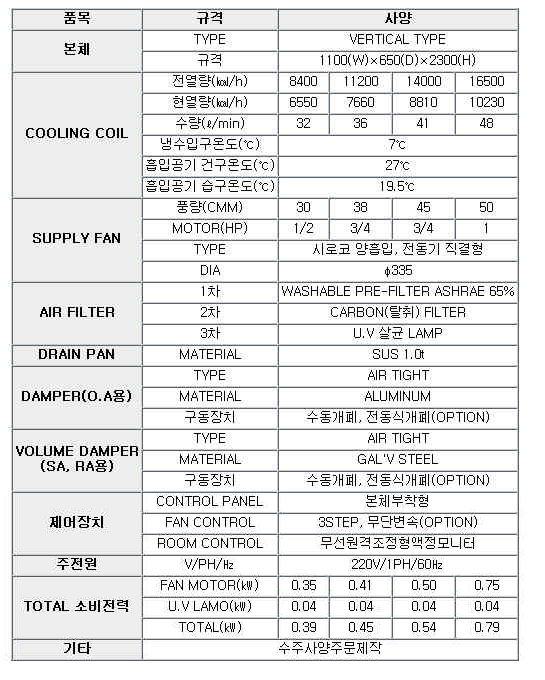 품목 규격 사양
본체 TYPE VERTICAL TYPE
규격 1100(W)×650(D)×2300(H)
COOLING COIL 전열량(㎉/h) 8400 11200 14000 16500
현열량(㎉/h) 6550 7660 8810 10230
수량(ℓ/min) 32 36 41 48
냉수입구온도(℃) 7℃
흡입공기 건구온도(℃) 27℃
흡입공기 습구온도(℃) 19.5℃
SUPPLY FAN 풍량(CMM) 30 38 45 50
MOTOR(HP) 1/2 3/4 3/4 1
TYPE 시로코 양흡입, 전동기 직결형
DIA ϕ335
AIR FILTER 1차 WASHABLE PRE-FILTER ASHRAE 65%
2차 CARBON(탈취) FILTER
3차 U.V 살균 LAMP
DRAIN PAN MATERIAL SUS 1.0t
DAMPER(O.A용) TYPE AIR TIGHT
MATERIAL ALUMINUM
구동장치 수동개폐, 전동식개폐(OPTION)
VOLUME DAMPER (SA, RA용) TYPE AIR TIGHT
MATERIAL GAL'V STEEL
구동장치 수동개폐, 전동식개폐(OPTION)
제어장치 CONTROL PANEL 본체부착형
FAN CONTROL 3STEP, 무단변속(OPTION)
ROOM CONTROL 무선원격조정형액정모니터
주전원 V/PH/㎐ 220V/1PH/60㎐
TOTAL 소비전력 FAN MOTOR(㎾) 0.35 0.41 0.50 0.75
U.V LAMO(㎾) 0.04 0.04 0.04 0.04
TOTAL(㎾) 0.39 0.45 0.54 0.79
기타 수주사양주문제작